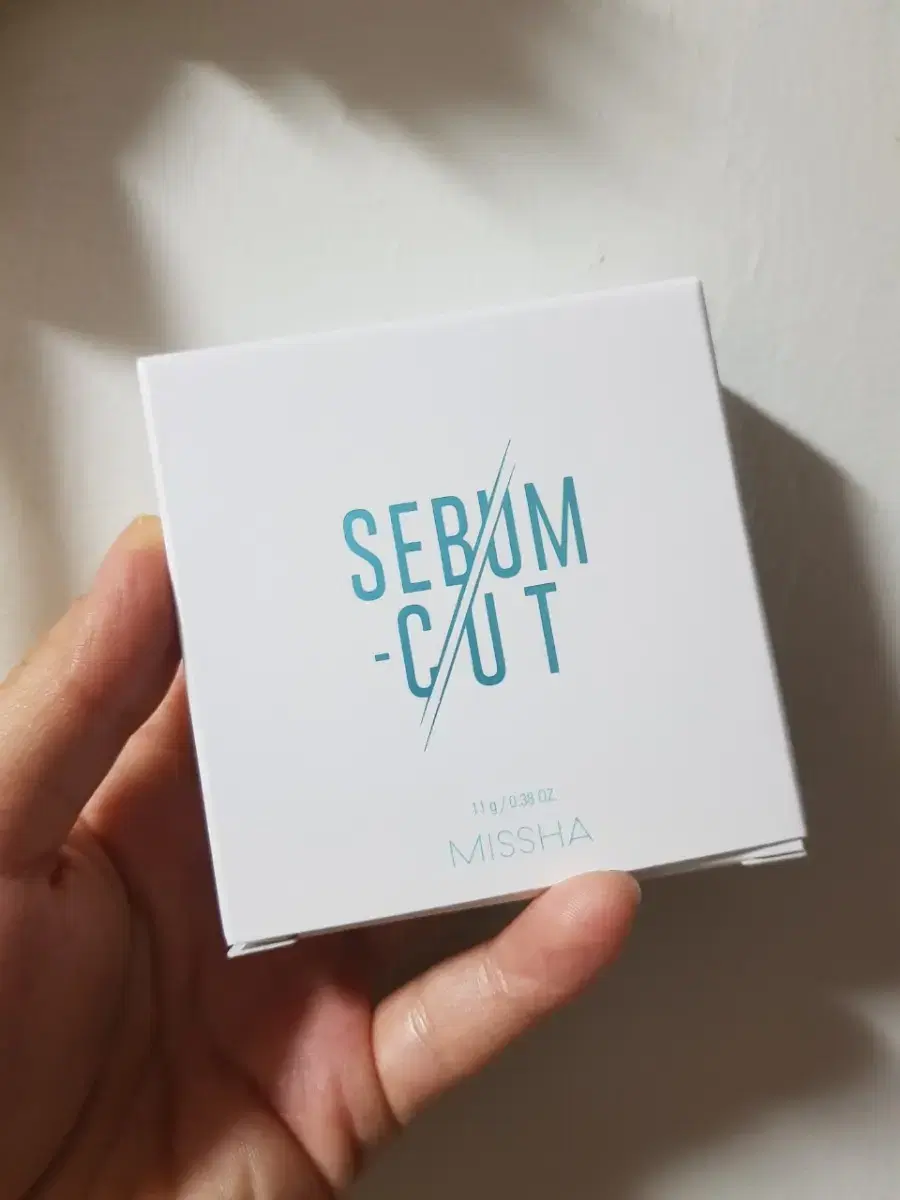 SEBUM
-CUT
11 g / 0.38 OZ.
MISSHA